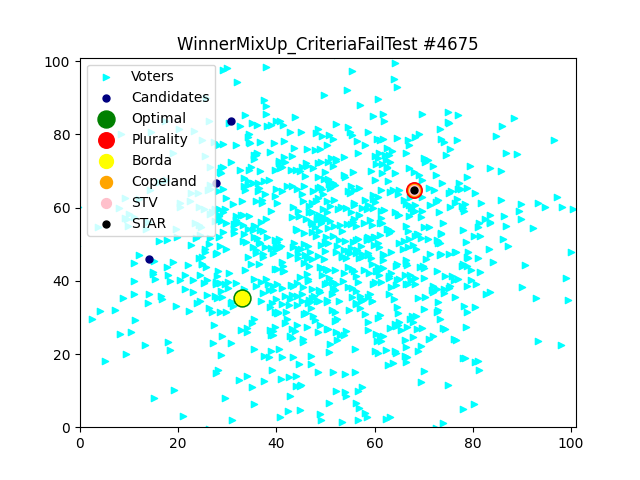 WinnerMixUp_CriteriaFailTest #4675
100
80
60
40
20
0
0
20
40
60
80
100
Voters
Candidates
Optimal
Plurality
Borda
Copeland
STV
STAR